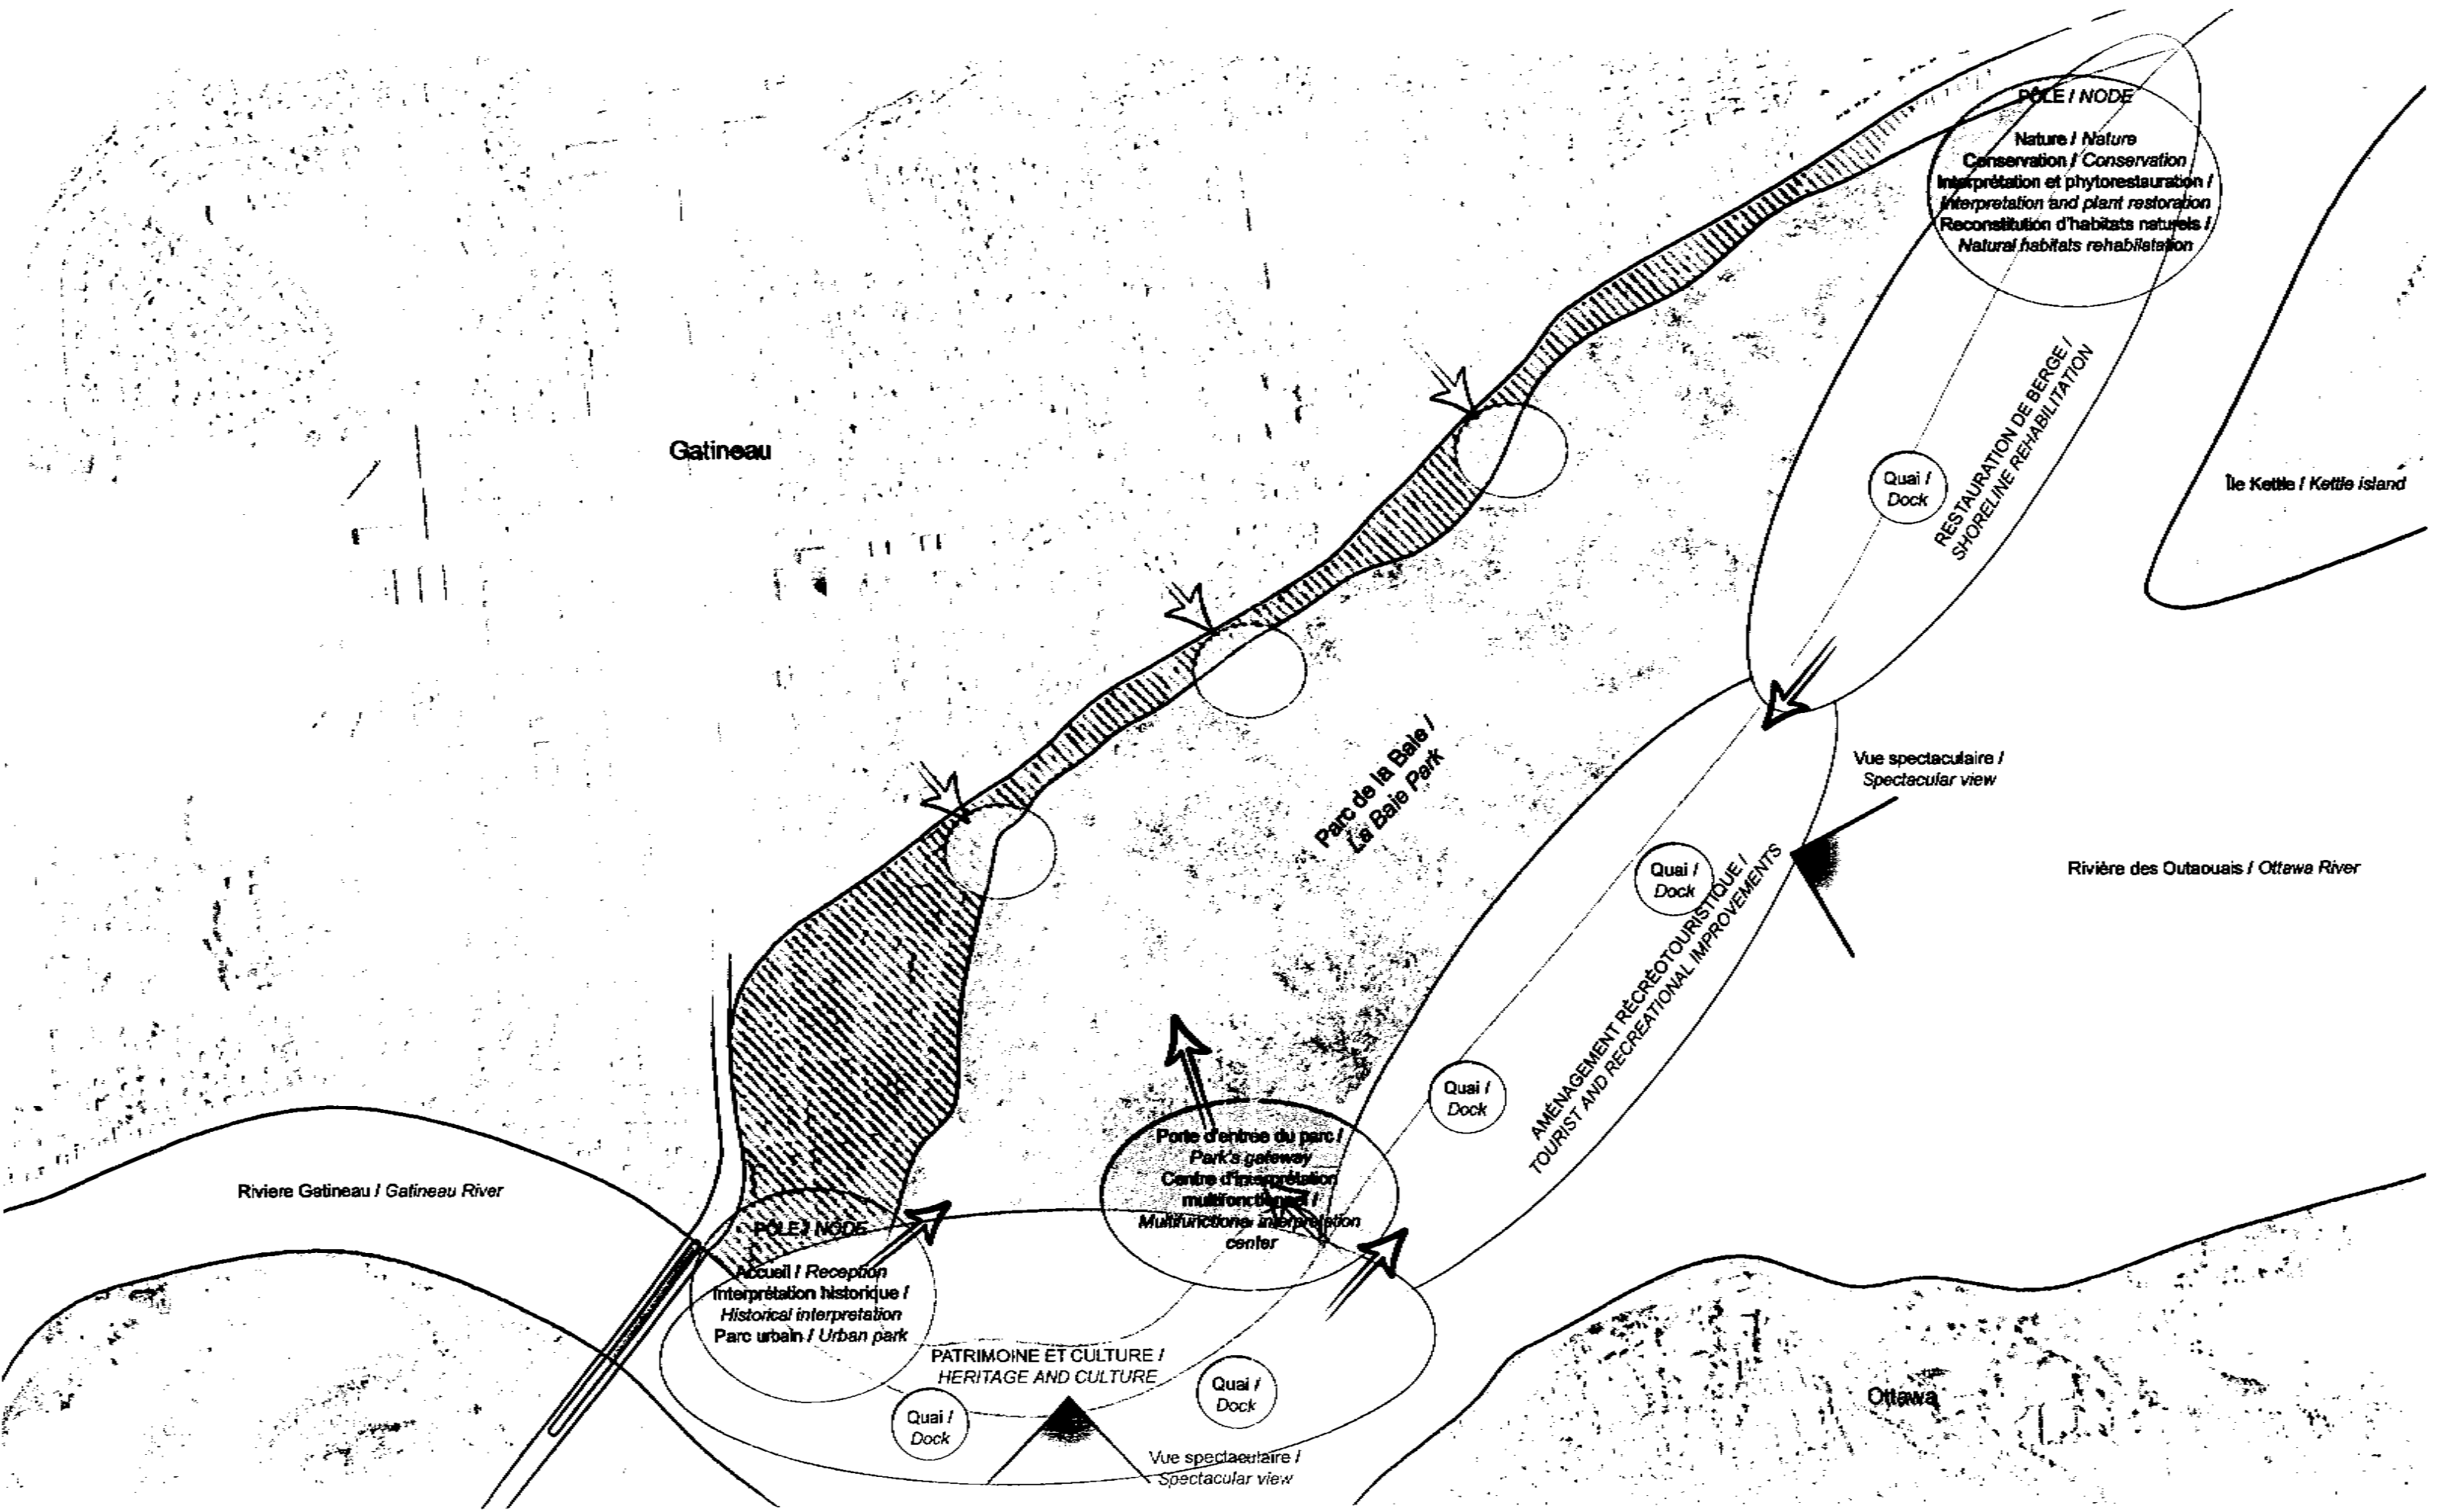 PÔLE / NODE
Nature / Nature
Conservation / Conservation
Interprétation et phytorestauration /
Interpretation and plant restoration
Reconstitution d'habitats naturels /
Natural habitats rehabilatation
Gatineau
RESTAURATION DE BERGE /
SHORELINE REHABILITATION
Quai /
Dock
Île Kettle / Kettle island
Parc de la Baie /
La Baie Park
Vue spectaculaire /
Spectacular view
Quai /
Dock
Rivière des Outaouais / Ottawa River
AMÉNAGEMENT RÉCRÉOTOURISTIQUE /
TOURIST AND RECREATIONAL IMPROVEMENTS
Quai /
Dock
Porte d'entrée du parc /
Park's gateway
Centre d'interprétation
multifonctionnel /
Multifunctional interpretation
center
Riviere Gatineau / Gatineau River
PÔLE / NODE
Accueil / Reception
Interprétation historique /
Historical interpretation
Parc urbain / Urban park
PATRIMOINE ET CULTURE /
HERITAGE AND CULTURE
Quai /
Dock
Quai /
Dock
Vue spectaculaire /
Spectacular view
Ottawa